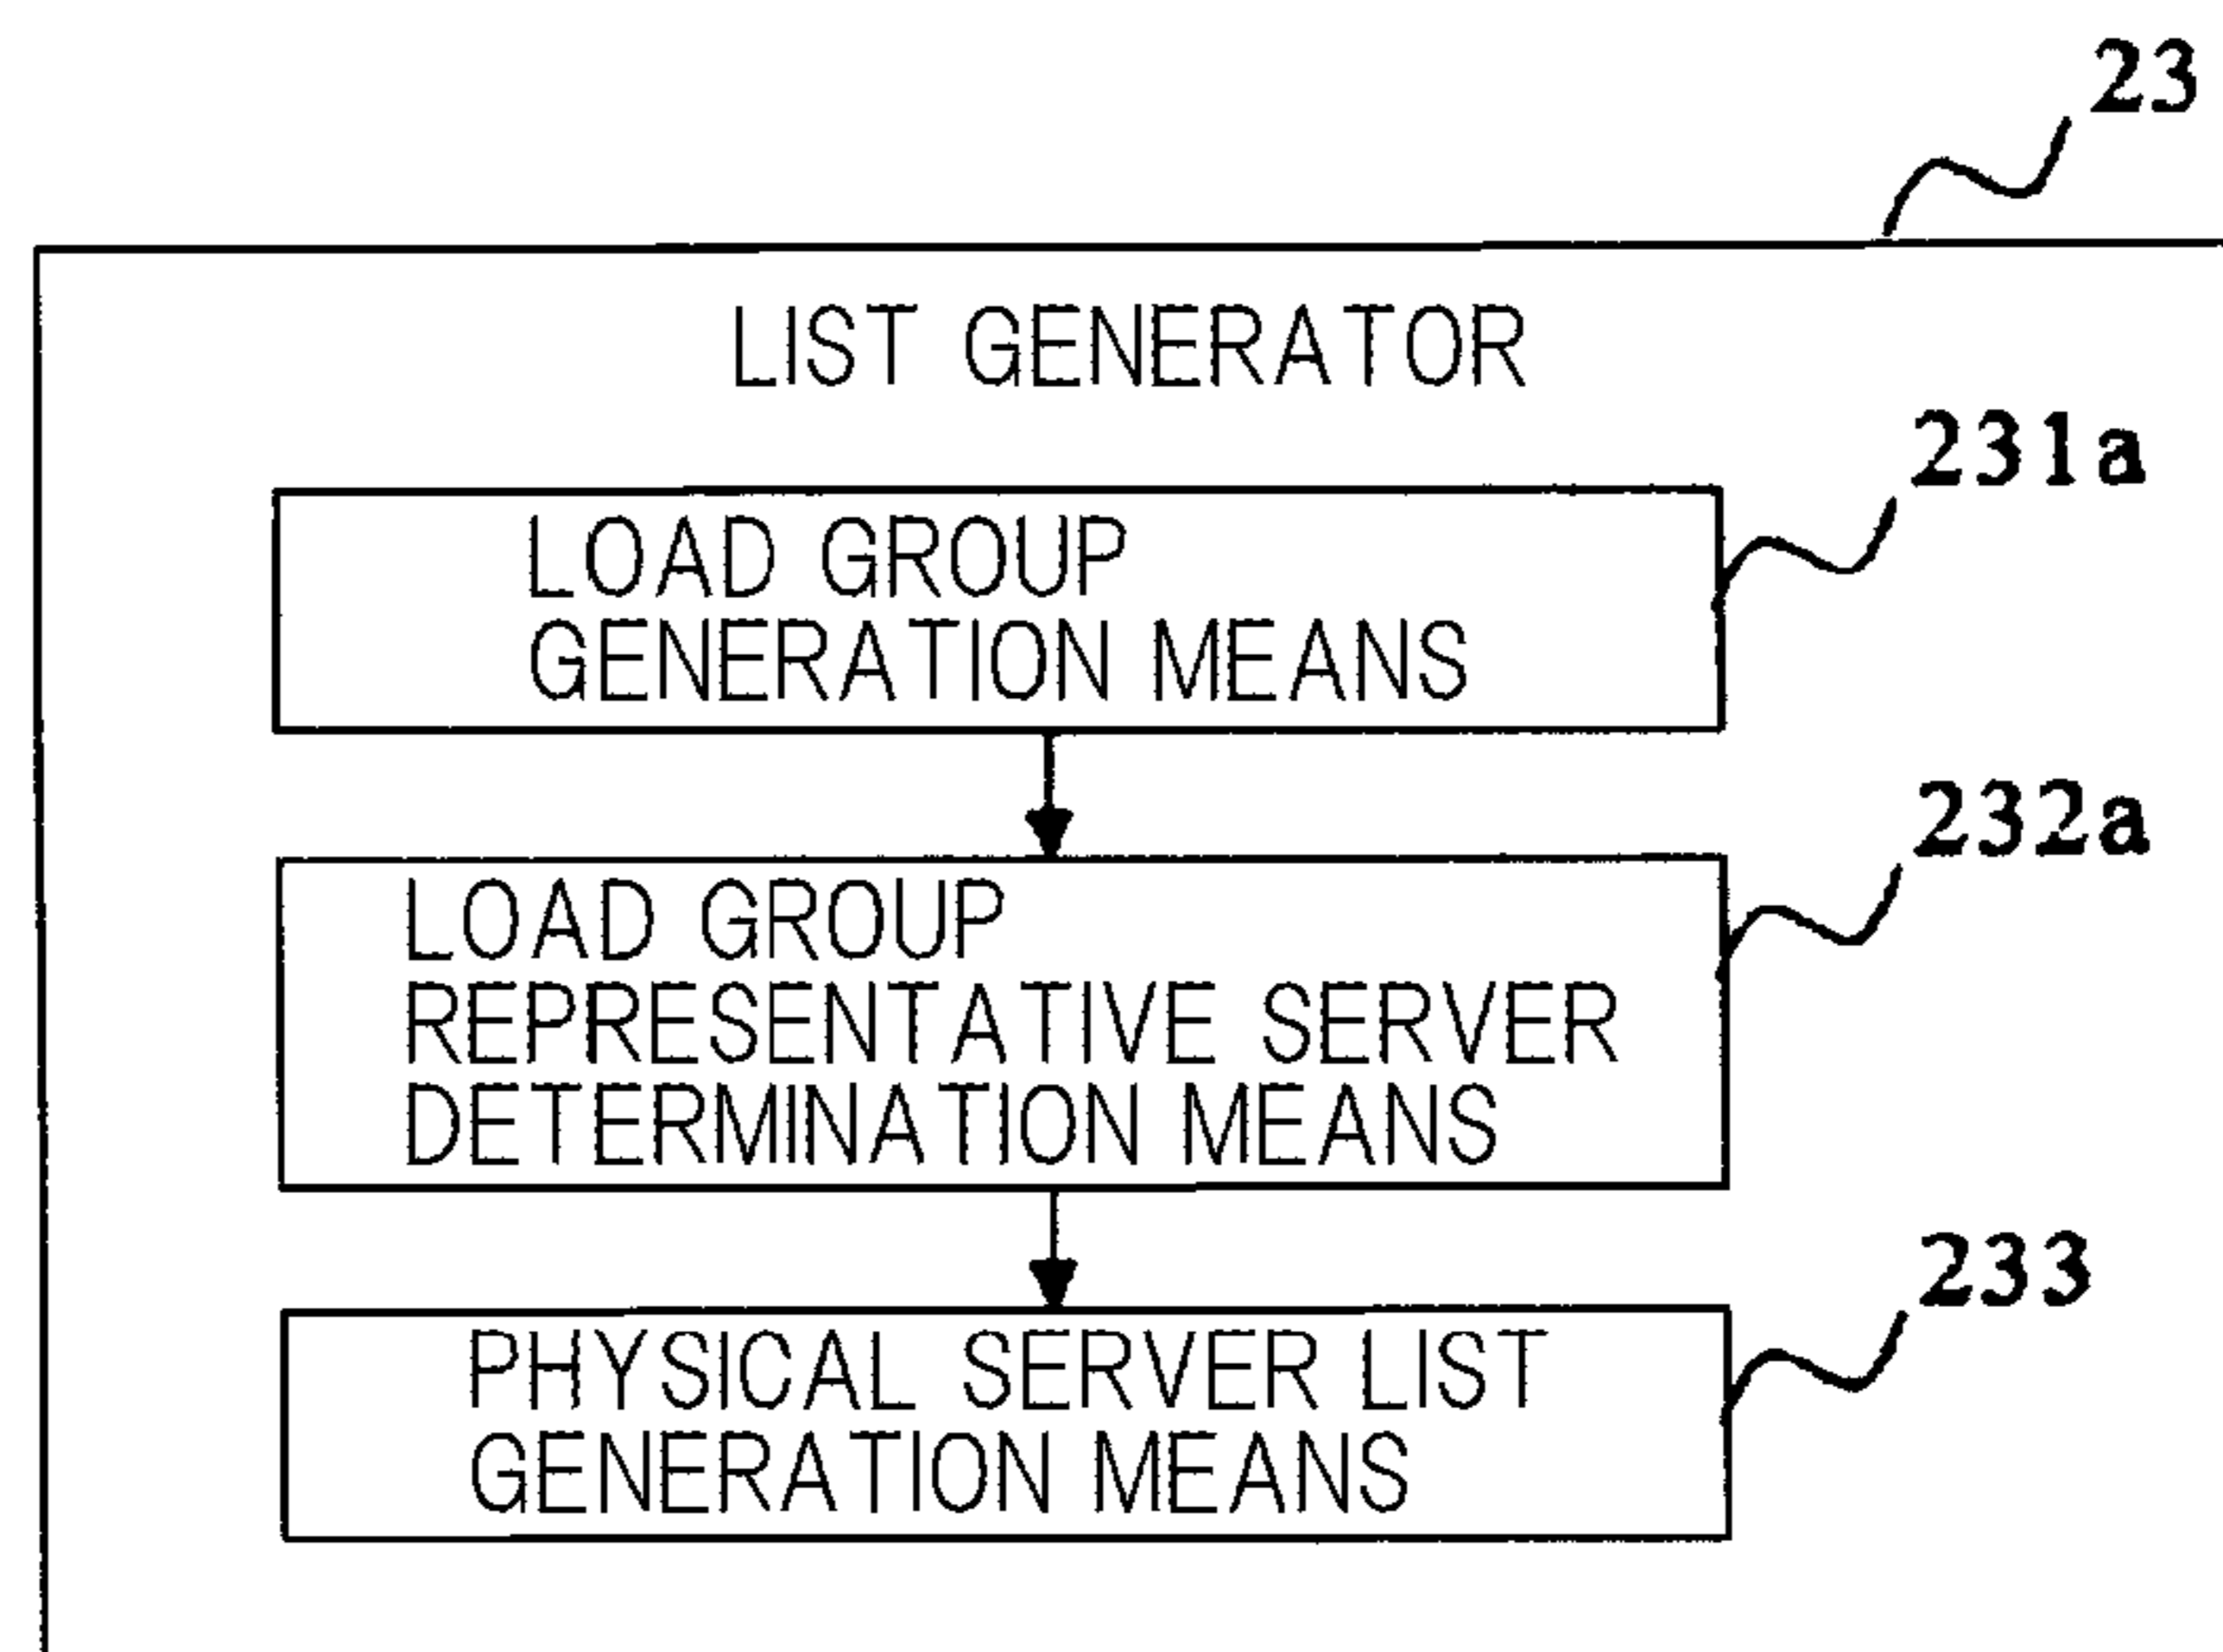 23
LIST GENERATOR
231a
LOAD GROUP
GENERATION MEANS
232a
LOAD GROUP
REPRESENTATIVE SERVER
DETERMINATION MEANS
233
PHYSICAL SERVER LIST
GENERATION MEANS